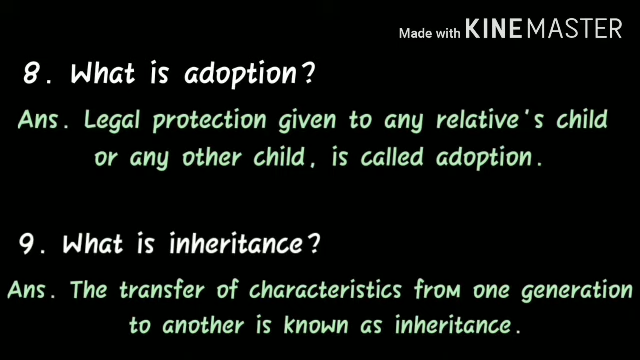 Made with KINEMASTER
8. What is adoption?
Ans. Legal protection given to any relative's child
or any other child, is called adoption.
9. What is inheritance?
Ans. The transfer of characteristics from one generation
to another is known as inheritance.